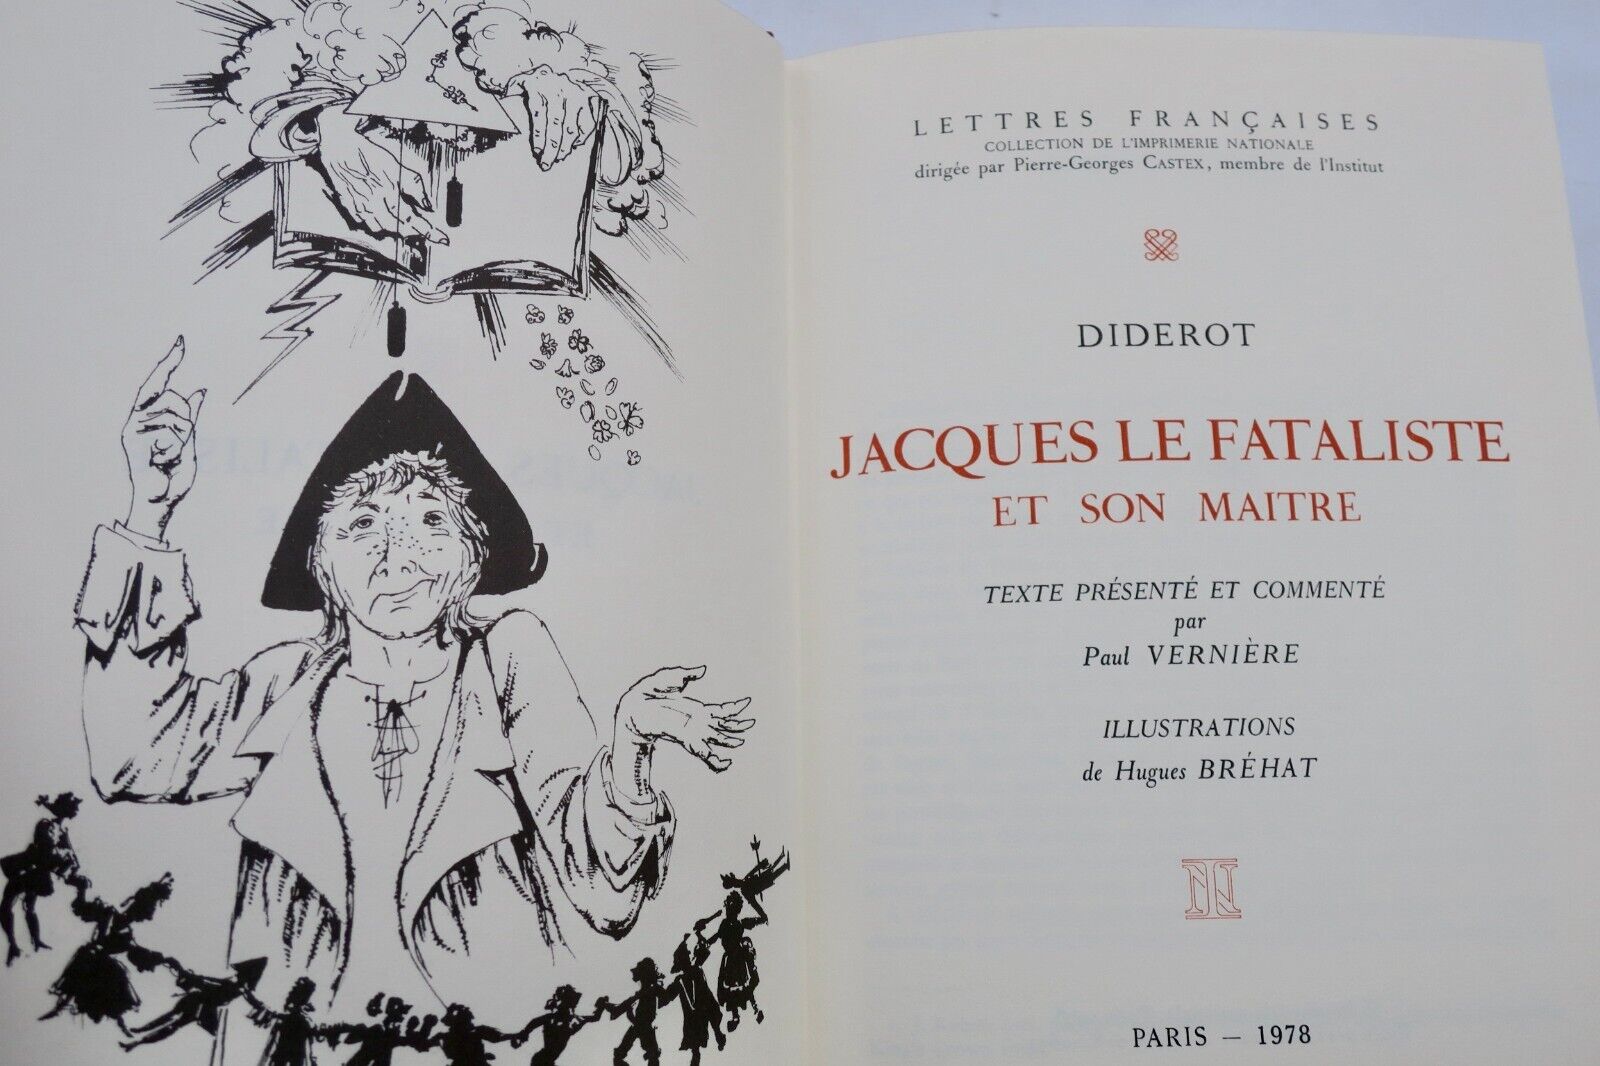 LETTRES FRANÇAISES
COLLECTION DE L'IMPRIMERIE NATIONALE
dirigée par Pierre-Georges CASTEX, membre de l'Institut
DIDEROT
JACQUES LE FATALISTE
ET SON MAITRE
TEXTE PRÉSENTÉ ET COMMENTÉ
par
Paul VERNIÈRE
ILLUSTRATIONS
de Hugues BRÉHAT
IN
PARIS – 1978